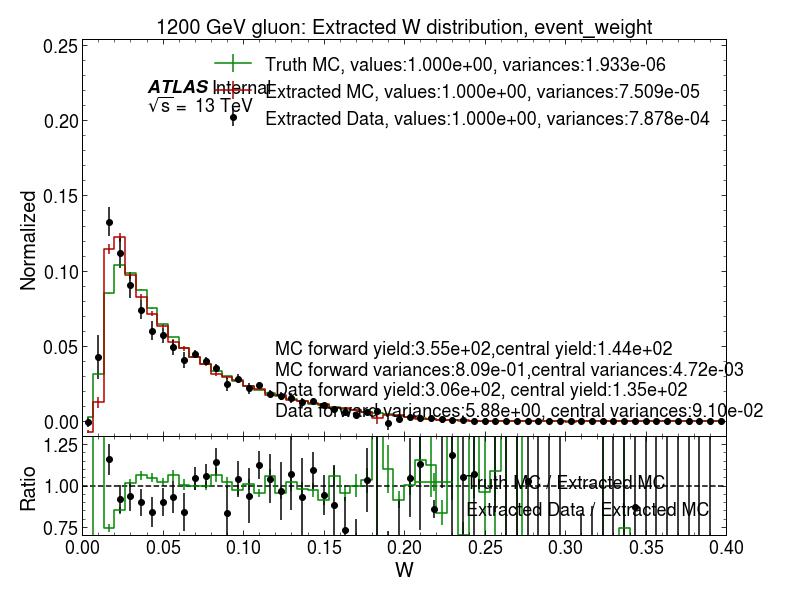 1200 GeV gluon: Extracted W distribution, event_weight
0.25
Truth MC, values:1.000e+00, variances:1.933e-06
ATLAS Internal
Extracted MC, values:1.000e+00, variances:7.509e-05
√s = 13 TeV
Extracted Data, values:1.000e+00, variances:7.878e-04
0.20
0.15
Normalized
0.10
0.05
MC forward yield:3.55e+02,central yield:1.44e+02
MC forward variances:8.09e-01,central variances:4.72e-03
Data forward yield:3.06e+02, central yield:1.35e+02
Data forward variances:5.88e+00, central variances:9.10e-02
0.00
1.25
Ratio
1.00
Truth MC / Extracted MC
Extracted Data / Extracted MC
0.75
0.00 0.05 0.10 0.15 0.20 0.25 0.30 0.35 0.40
W